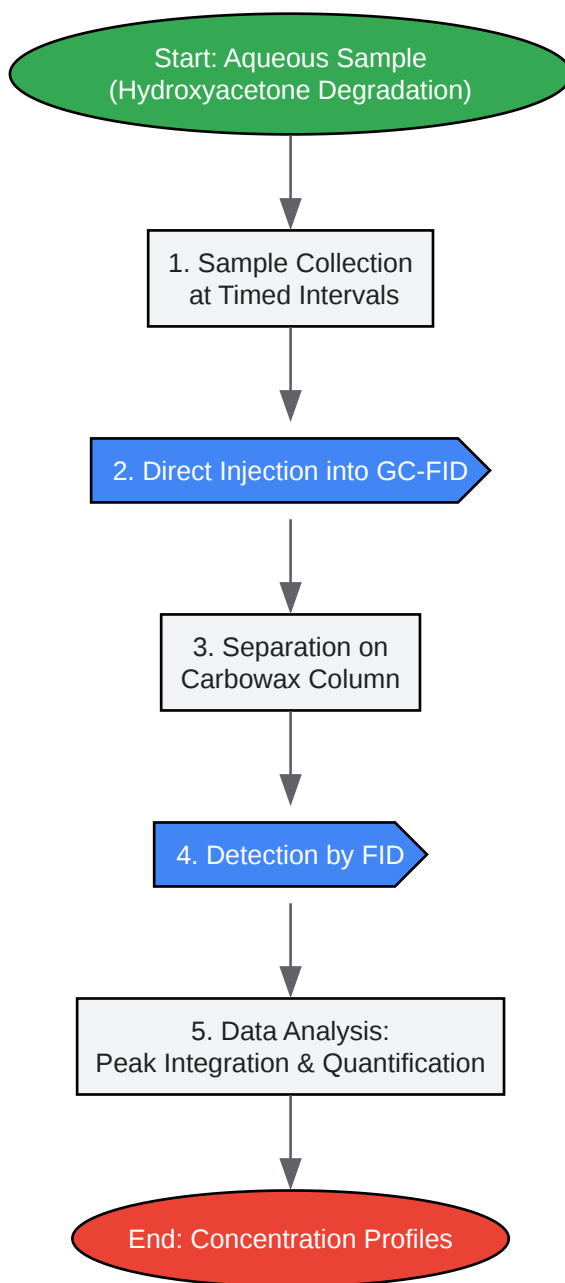 Start: Aqueous Sample
(Hydroxyacetone Degradation)
1. Sample Collection
at Timed Intervals
2. Direct Injection into GC-FID
3. Separation on
Carbowax Column
4. Detection by FID
5. Data Analysis:
Peak Integration & Quantification
End: Concentration Profiles